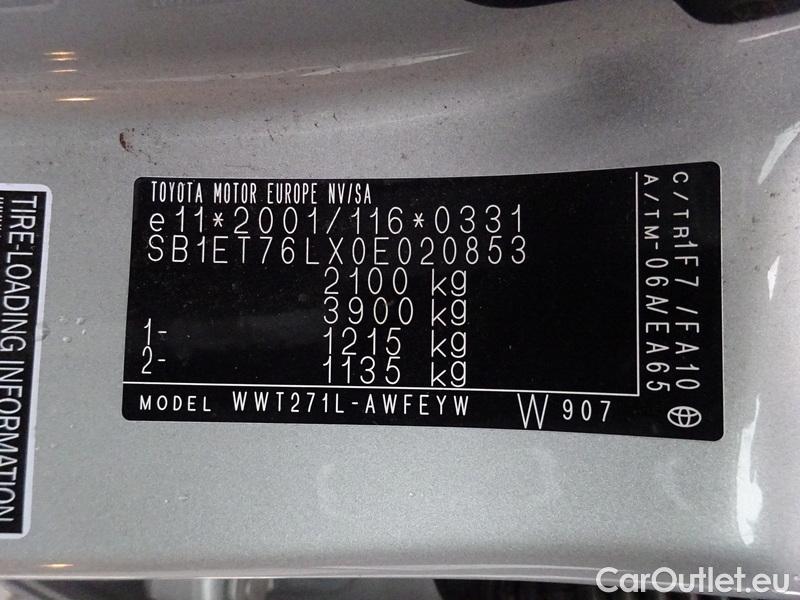 TOYOTA MOTOR EUROPE NV/SA
e11*2001/116*0331
SB1ET76LX0E020853
2100 kg
3900 kg
1- 1215 kg
2- 1135 kg
MODEL WWT271L-AWFEYW W907
C/TR1F7 /FA10
A/TM-06A/EA65
TIRE-LOADING INFORMATION
CarOutlet.eu